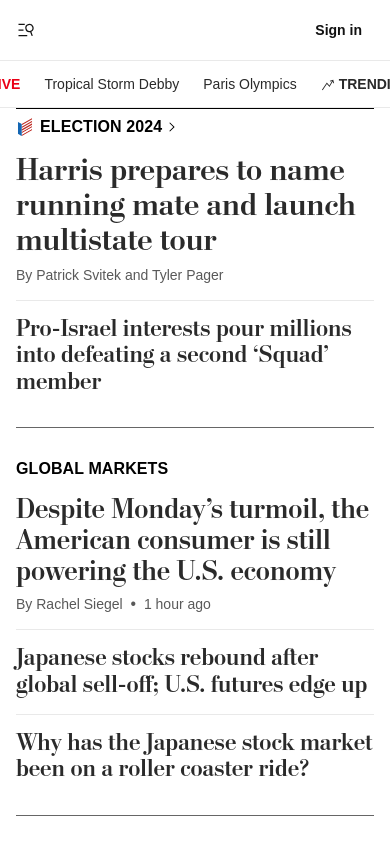 Sign in
IVE Tropical Storm Debby Paris Olympics TRENDI
ELECTION 2024
Harris prepares to name
running mate and launch
multistate tour
By Patrick Svitek and Tyler Pager
Pro-Israel interests pour millions
into defeating a second ‘Squad’
member
GLOBAL MARKETS
Despite Monday’s turmoil, the
American consumer is still
powering the U.S. economy
By Rachel Siegel • 1 hour ago
Japanese stocks rebound after
global sell-off; U.S. futures edge up
Why has the Japanese stock market
been on a roller coaster ride?